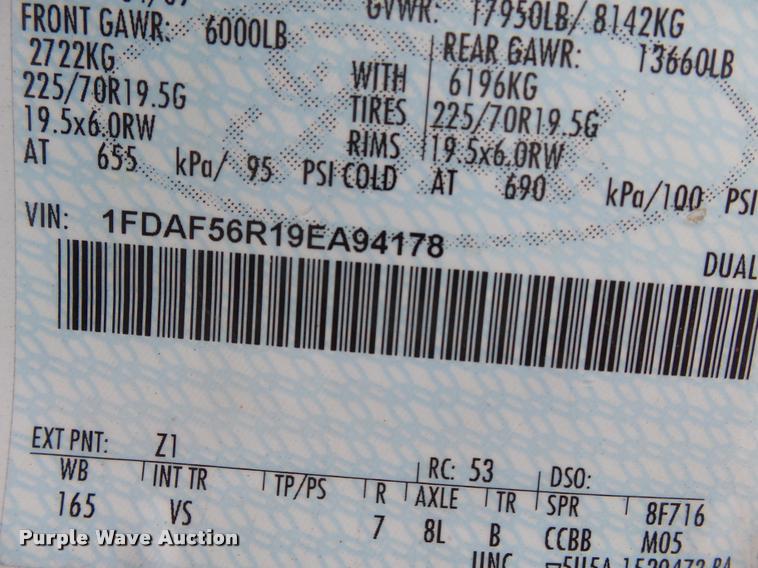 FRONT GAWR: 6000LB
2722KG
225/70R19.5G
19.5x6.0RW
AT 655 kPa/ 95 PSI COLD
WITH
TIRES
RIMS
GVWR: 17950LB/ 8142KG
REAR GAWR: 13660LB
6196KG
225/70R19.5G
19.5x6.0RW
AT 690 kPa/100 PSI
VIN: 1FDAF56R19EA94178
DUAL
EXT PNT: Z1 RC: 53 DSO:
WB INT TR TP/PS R AXLE TR SPR 8F716
165 VS 7 8L B CCBB M05
Purple Wave Auction